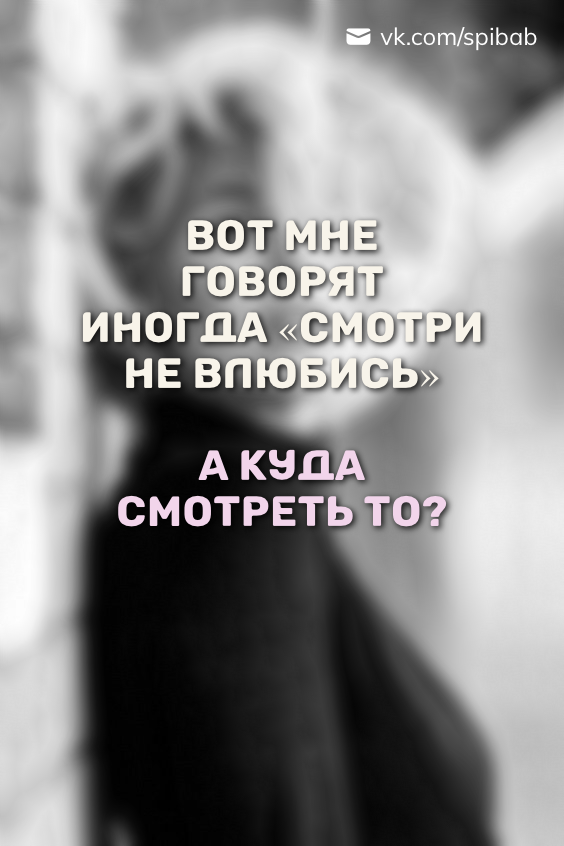 vk.com/spibab
ВОТ МНЕ
ГОВОРЯТ
ИНОГДА «СМОТРИ
НЕ ВЛЮБИСЬ»
А КУДА
СМОТРЕТЬ ТО?